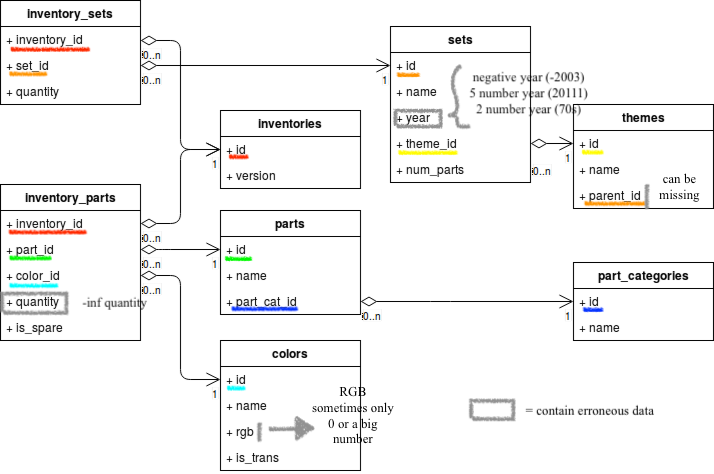 inventory_sets
+ inventory_id
+ set_id
+ quantity
0..n
0..n
sets
+ id
+ name
+ year
+ theme_id
+ num_parts
1
negative year (-2003)
5 number year (20111)
2 number year (70s)
0..n
themes
+ id
+ name
+ parent_id
1
can be
missing
inventories
+ id
+ version
1
inventory_parts
+ inventory_id
+ part_id
+ color_id
+ quantity
+ is_spare
0..n
0..n
0..n
-inf quantity
parts
+ id
+ name
+ part_cat_id
1
0..n
part_categories
+ id
+ name
1
colors
+ id
+ name
+ rgb
+ is_trans
1
RGB
sometimes only
0 or a big
number
= contain erroneous data